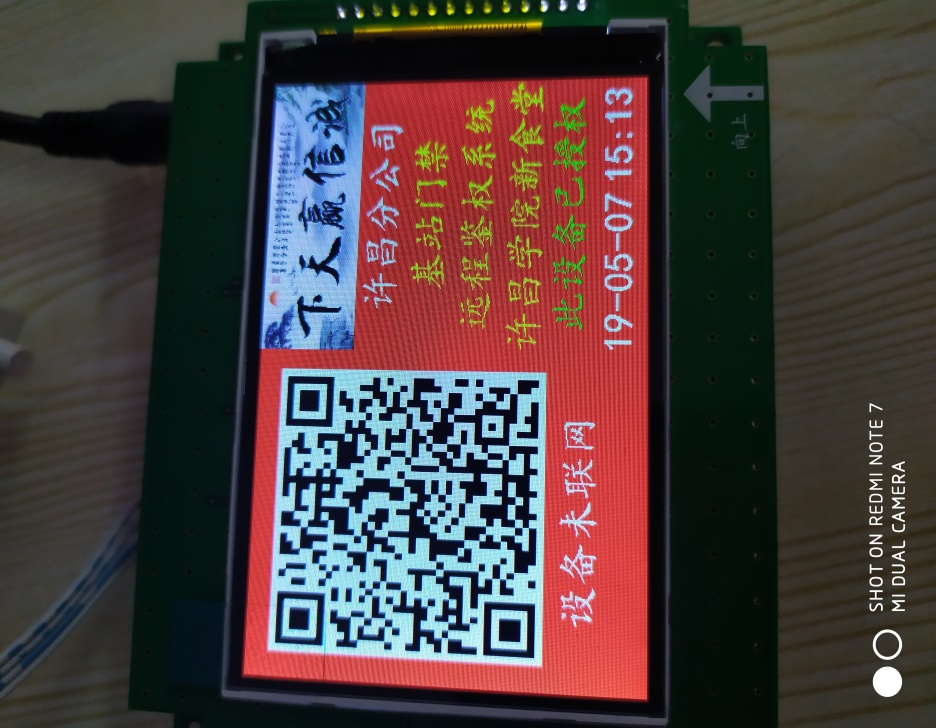 诚信赢天下
许昌分公司
基站门禁
远程鉴权系统
许昌学院新食堂
此设备已授权
19-05-07 15:13
设备未联网
向上
SHOT ON REDMI NOTE 7
MI DUAL CAMERA